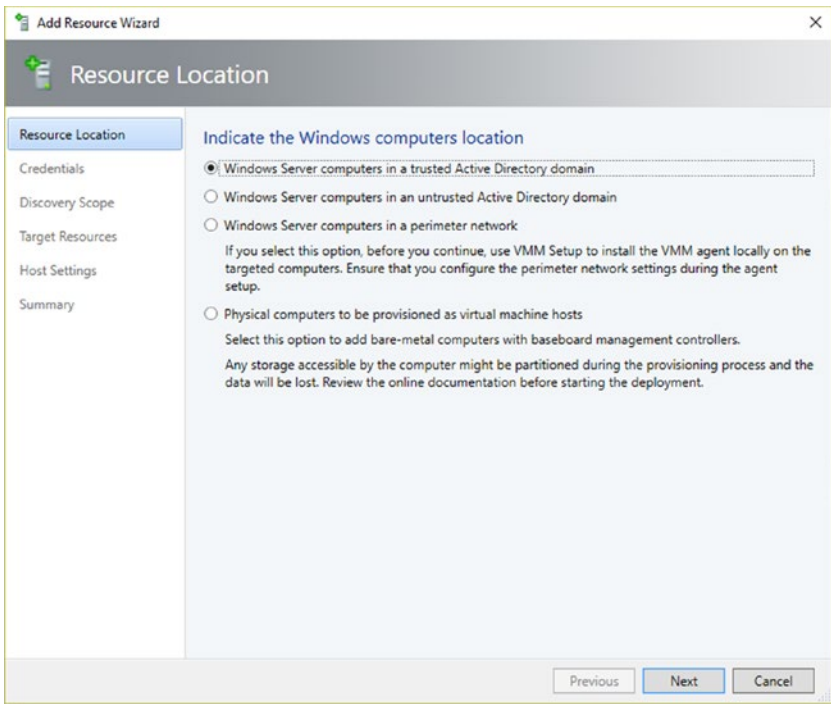 Add Resource Wizard
Resource Location
Resource Location
Credentials
Discovery Scope
Target Resources
Host Settings
Summary
Indicate the Windows computers location
Windows Server computers in a trusted Active Directory domain
Windows Server computers in an untrusted Active Directory domain
Windows Server computers in a perimeter network
If you select this option, before you continue, use VMM Setup to install the VMM agent locally on the
targeted computers. Ensure that you configure the perimeter network settings during the agent
setup.
Physical computers to be provisioned as virtual machine hosts
Select this option to add bare-metal computers with baseboard management controllers.
Any storage accessible by the computer might be partitioned during the provisioning process and the
data will be lost. Review the online documentation before starting the deployment.
Previous
Next
Cancel